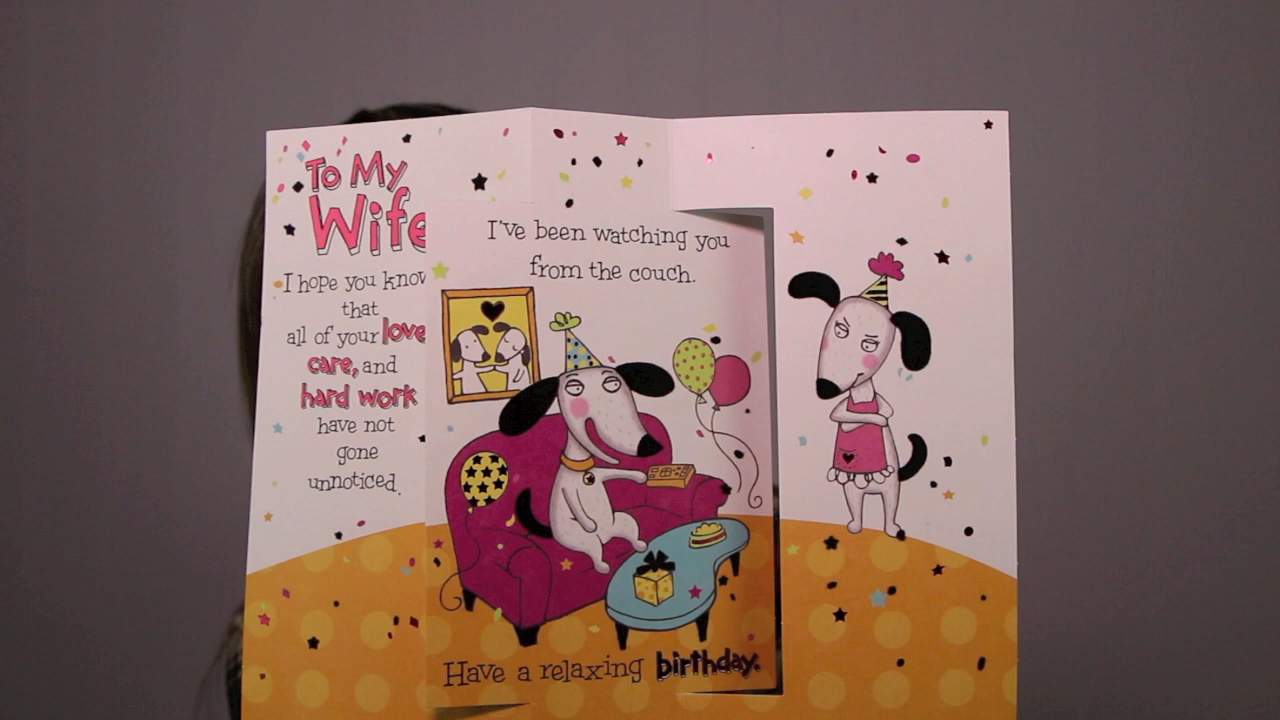 To My
Wife
I hope you know
that
all of your love
care, and
hard work
have not
gone
unnoticed.
I've been watching you
from the couch.
Have a relaxing birthday.